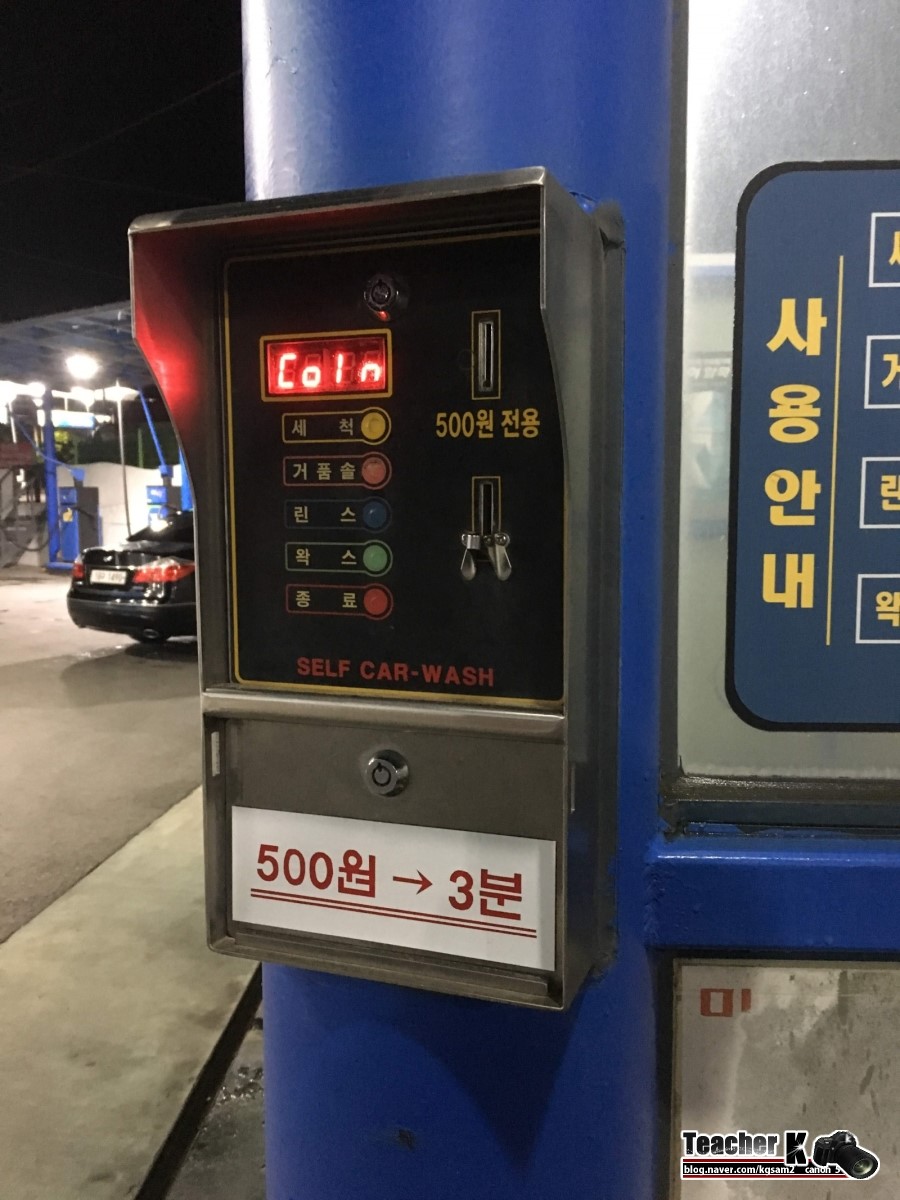 CoIn
500원 전용
세 척
거품솔
린 스
왁 스
종 료
SELF CAR-WASH
500원 → 3분
사용안내
Teacher K
blog.naver.com/kgsam2 canon_5